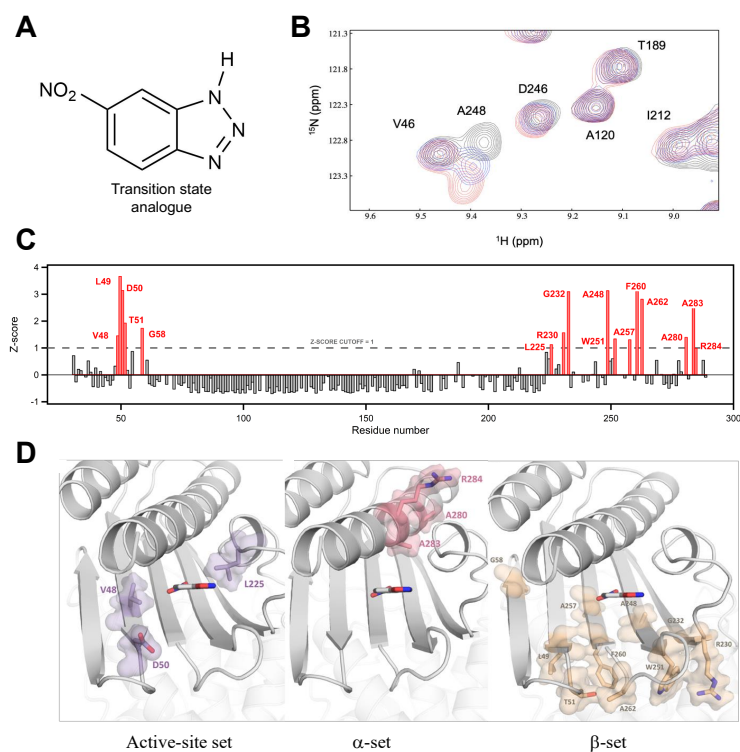 A
NO₂
H
N
N
N
Transition state
analogue
B
¹⁵N (ppm)
121.3
121.8
122.3
122.8
123.3
T189
D246
A248
V46
I212
A120
9.6
9.5
9.4
9.3
9.2
9.1
9.0
¹H (ppm)
C
Z-score
4
3
2
1
0
-1
L49
D50
T51
V48
G58
Z-SCORE CUTOFF = 1
G232
R230
L225
A248
W251
F260
A262
A257
A283
A280
R284
50
100
150
200
250
300
Residue number
D
V48
D50
L225
R284
A280
A283
G58
A257
A248
G232
R230
L49
F260
W251
T51
A262
Active-site set
α-set
β-set